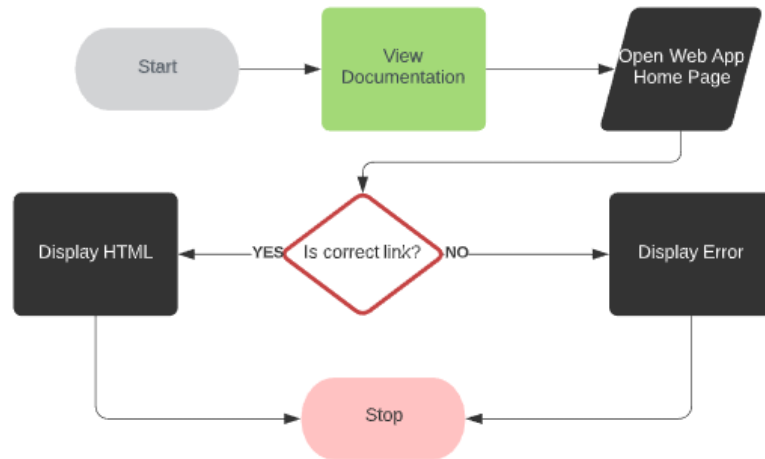 Start
View
Documentation
Open Web App
Home Page
Display HTML
YES
Is correct link?
NO
Display Error
Stop